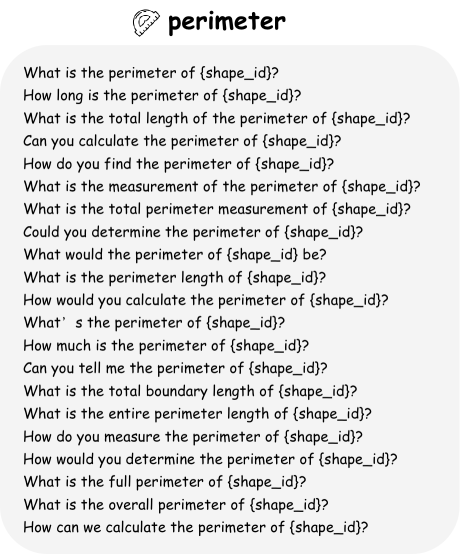 perimeter
What is the perimeter of {shape_id}?
How long is the perimeter of {shape_id}?
What is the total length of the perimeter of {shape_id}?
Can you calculate the perimeter of {shape_id}?
How do you find the perimeter of {shape_id}?
What is the measurement of the perimeter of {shape_id}?
What is the total perimeter measurement of {shape_id}?
Could you determine the perimeter of {shape_id}?
What would the perimeter of {shape_id} be?
What is the perimeter length of {shape_id}?
How would you calculate the perimeter of {shape_id}?
What’s the perimeter of {shape_id}?
How much is the perimeter of {shape_id}?
Can you tell me the perimeter of {shape_id}?
What is the total boundary length of {shape_id}?
What is the entire perimeter length of {shape_id}?
How do you measure the perimeter of {shape_id}?
How would you determine the perimeter of {shape_id}?
What is the full perimeter of {shape_id}?
What is the overall perimeter of {shape_id}?
How can we calculate the perimeter of {shape_id}?